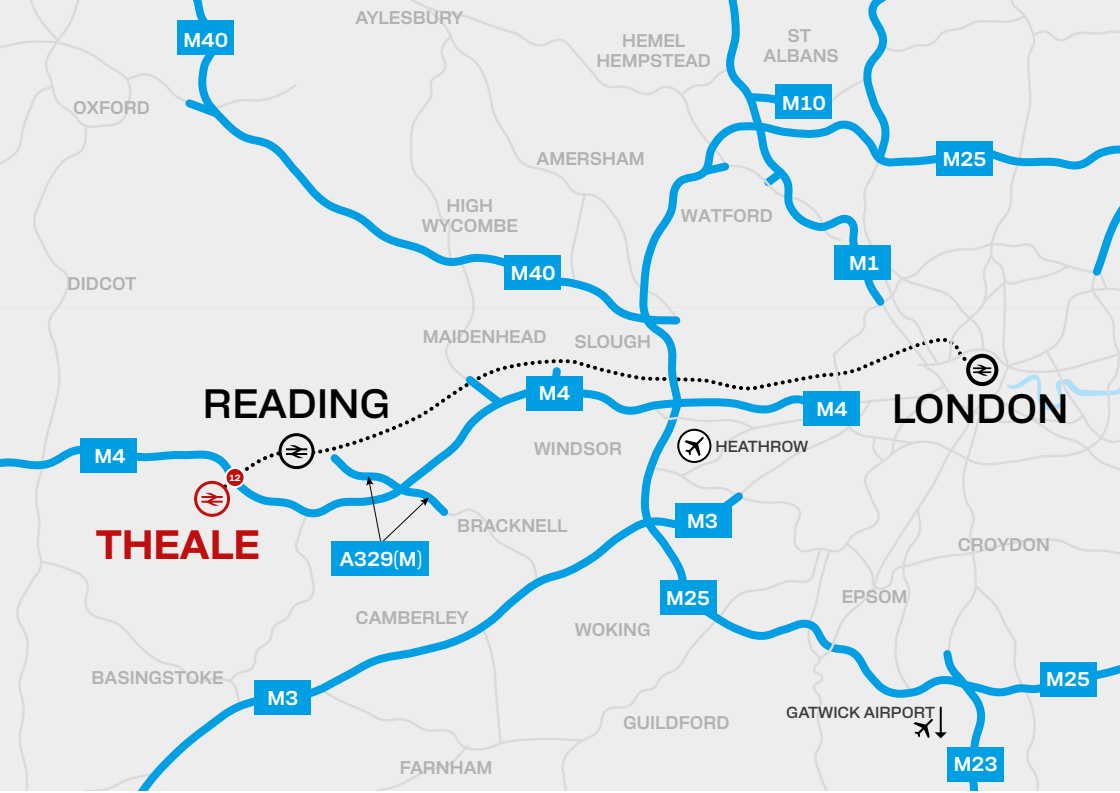 AYLESBURY
M40
HEMEL
HEMPSTEAD
ST
ALBANS
OXFORD
M10
AMERSHAM
M25
HIGH
WYCOMBE
WATFORD
M40
M1
DIDCOT
MAIDENHEAD
SLOUGH
READING
M4
M4
LONDON
M4
WINDSOR
HEATHROW
12
THEALE
BRACKNELL
M3
A329(M)
CROYDON
M25
EPSOM
CAMBERLEY
WOKING
BASINGSTOKE
M3
M25
GATWICK AIRPORT
GUILDFORD
FARNHAM
M23